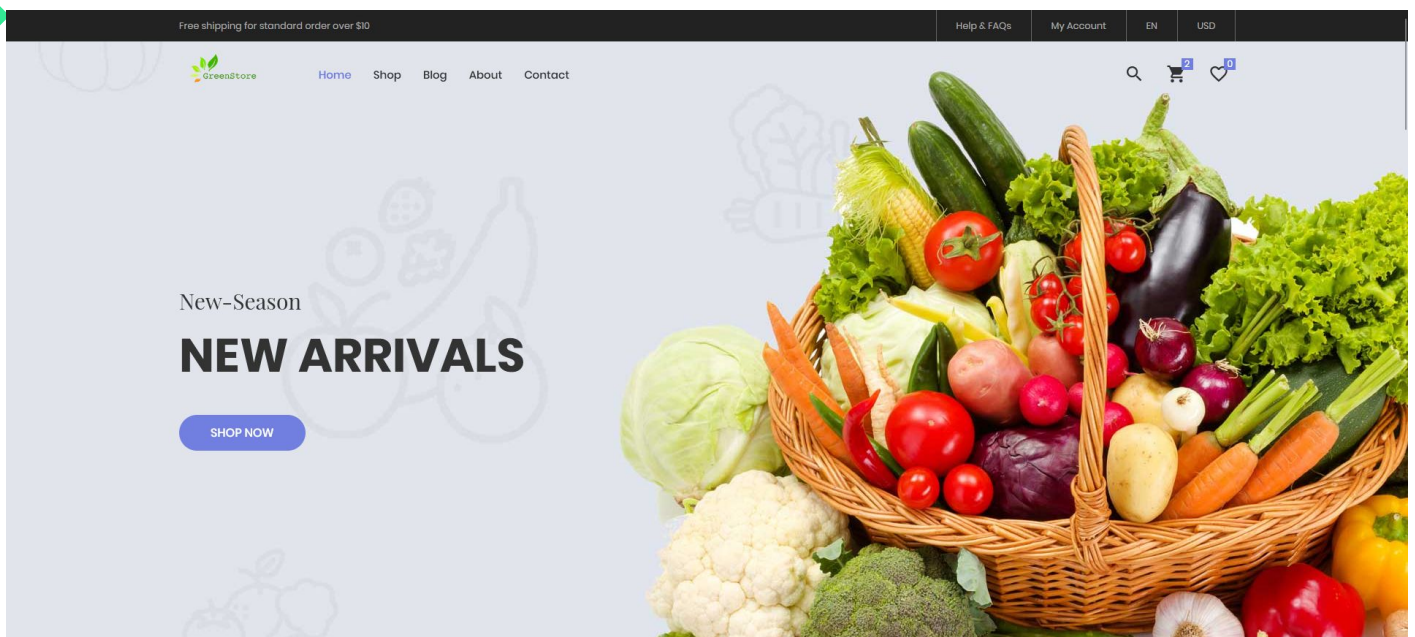 Free shipping for standard order over $10
Help & FAQs
My Account
EN
USD
GreenStore
Home
Shop
Blog
About
Contact
2
0
New-Season
NEW ARRIVALS
SHOP NOW